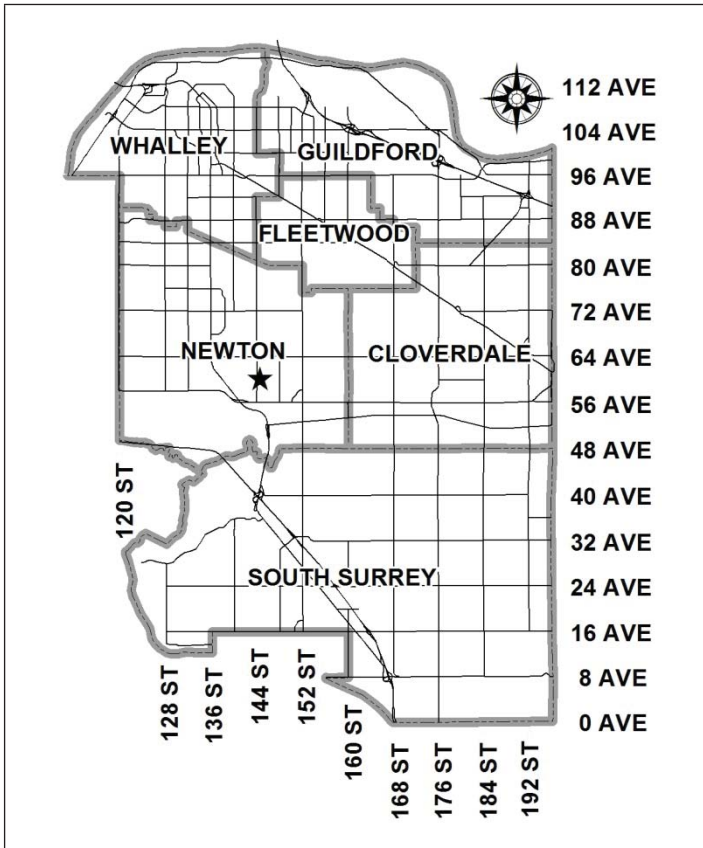 112 AVE
104 AVE
WHALLEY
GUILDFORD
96 AVE
88 AVE
FLEETWOOD
80 AVE
72 AVE
NEWTON
CLOVERDALE
64 AVE
56 AVE
48 AVE
120 ST
40 AVE
32 AVE
SOUTH SURREY
24 AVE
16 AVE
128 ST
136 ST
144 ST
152 ST
8 AVE
160 ST
0 AVE
168 ST
176 ST
184 ST
192 ST